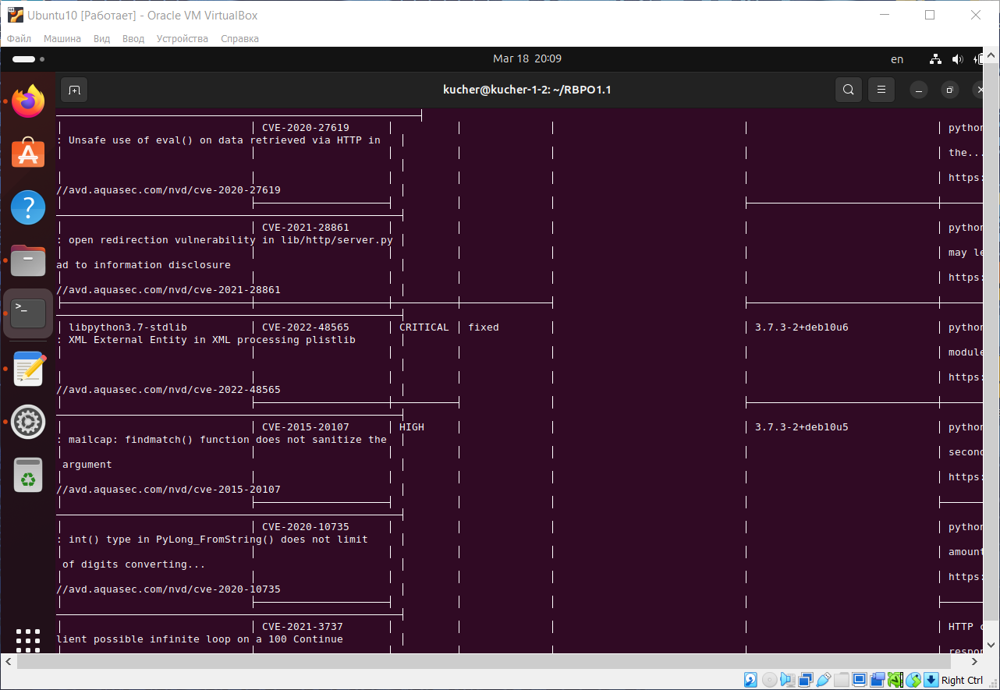 Ubuntu10 [Работает] - Oracle VM VirtualBox
Файл Машина Вид Ввод Устройства Справка
Mar 18 20:09 en
kucher@kucher-1-2: ~/RBPO1.1
CVE-2020-27619 python
: Unsafe use of eval() on data retrieved via HTTP in
the...
https:
//avd.aquasec.com/nvd/cve-2020-27619
CVE-2021-28861 python
: open redirection vulnerability in lib/http/server.py
may le
ad to information disclosure
https:
//avd.aquasec.com/nvd/cve-2021-28861
libpython3.7-stdlib CVE-2022-48565 CRITICAL fixed 3.7.3-2+deb10u6 python
: XML External Entity in XML processing plistlib
module
https:
//avd.aquasec.com/nvd/cve-2022-48565
CVE-2015-20107 HIGH 3.7.3-2+deb10u5 python
: mailcap: findmatch() function does not sanitize the
second
argument
https:
//avd.aquasec.com/nvd/cve-2015-20107
CVE-2020-10735 python
: int() type in PyLong_FromString() does not limit
amount
of digits converting...
https:
//avd.aquasec.com/nvd/cve-2020-10735
CVE-2021-3737 HTTP c
lient possible infinite loop on a 100 Continue
respon
Right Ctrl